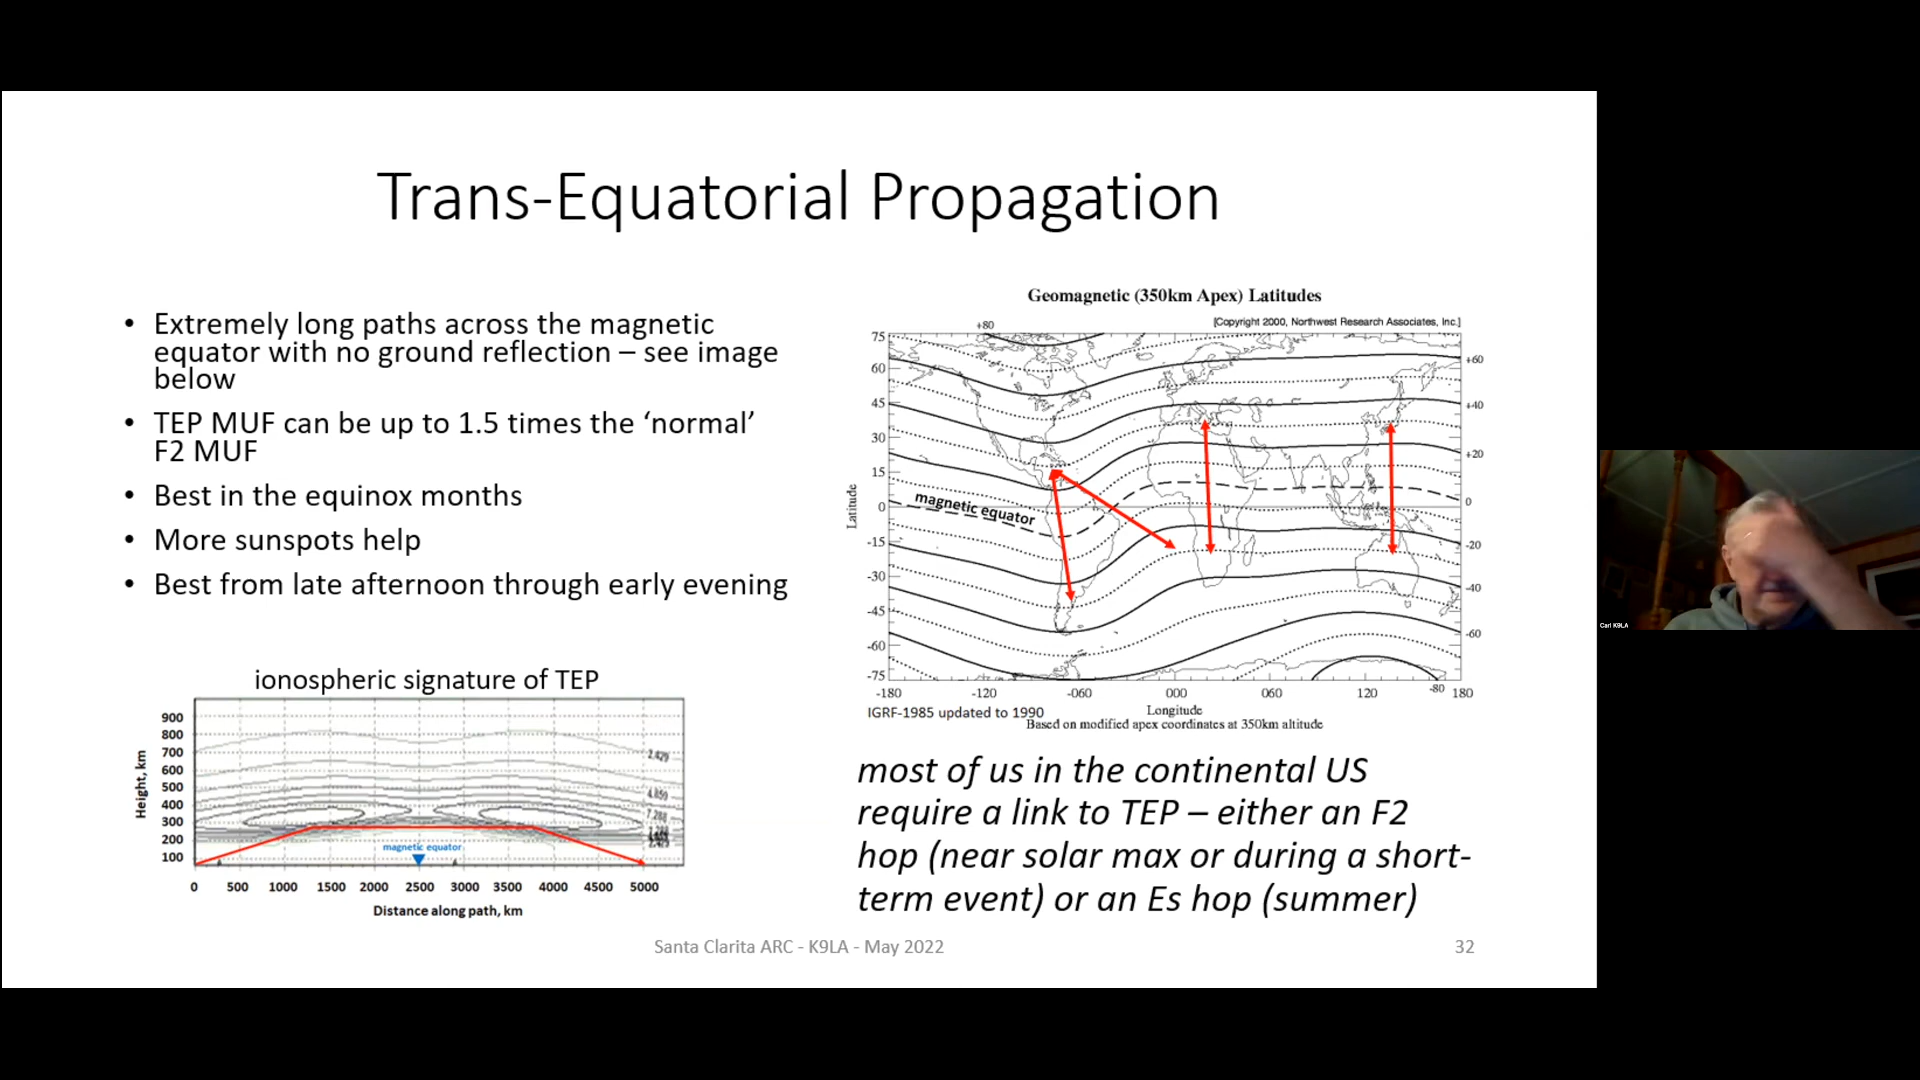 Trans-Equatorial Propagation
• Extremely long paths across the magnetic
equator with no ground reflection – see image
below
• TEP MUF can be up to 1.5 times the ‘normal’
F2 MUF
• Best in the equinox months
• More sunspots help
• Best from late afternoon through early evening
ionospheric signature of TEP
900
800
700
600
500
400
300
200
100
Height, km
2.429
4.859
7.288
magnetic equator
0 500 1000 1500 2000 2500 3000 3500 4000 4500 5000
Distance along path, km
Geomagnetic (350km Apex) Latitudes
[Copyright 2000, Northwest Research Associates, Inc.]
+80
75
60
45
30
15
0
-15
-30
-45
-60
-75
Latitude
+60
+40
+20
0
-20
-40
-60
-80
magnetic equator
-180 -120 -060 000 060 120 180
Longitude
IGRF-1985 updated to 1990
Based on modified apex coordinates at 350km altitude
most of us in the continental US
require a link to TEP – either an F2
hop (near solar max or during a short-
term event) or an Es hop (summer)
Santa Clarita ARC - K9LA - May 2022
32
Carl K9LA